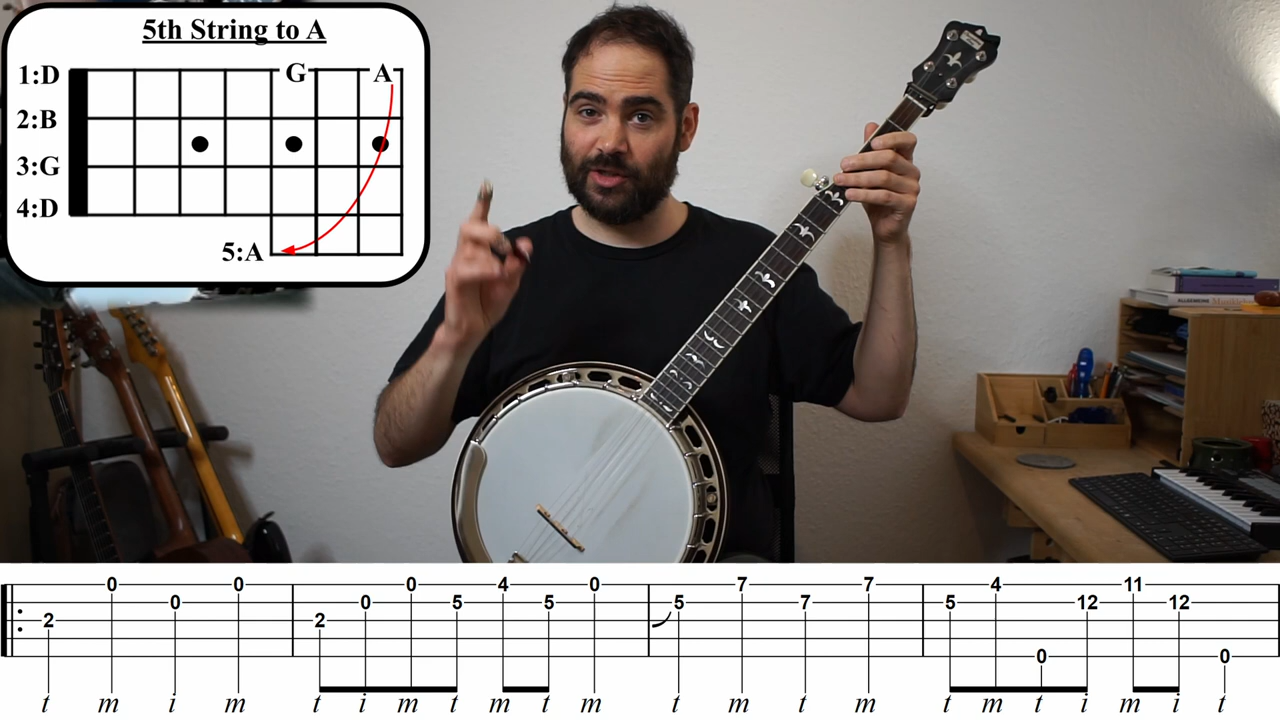 5th String to A
1:D
G
A
2:B
3:G
4:D
5:A
ALLGEMEINE
0 0 0 4 0 7 7 4 11
0 0 5 5 5 7 5 12 12
2 2
0 0
t m i m t i m t m t m t m t m t m t i m i t